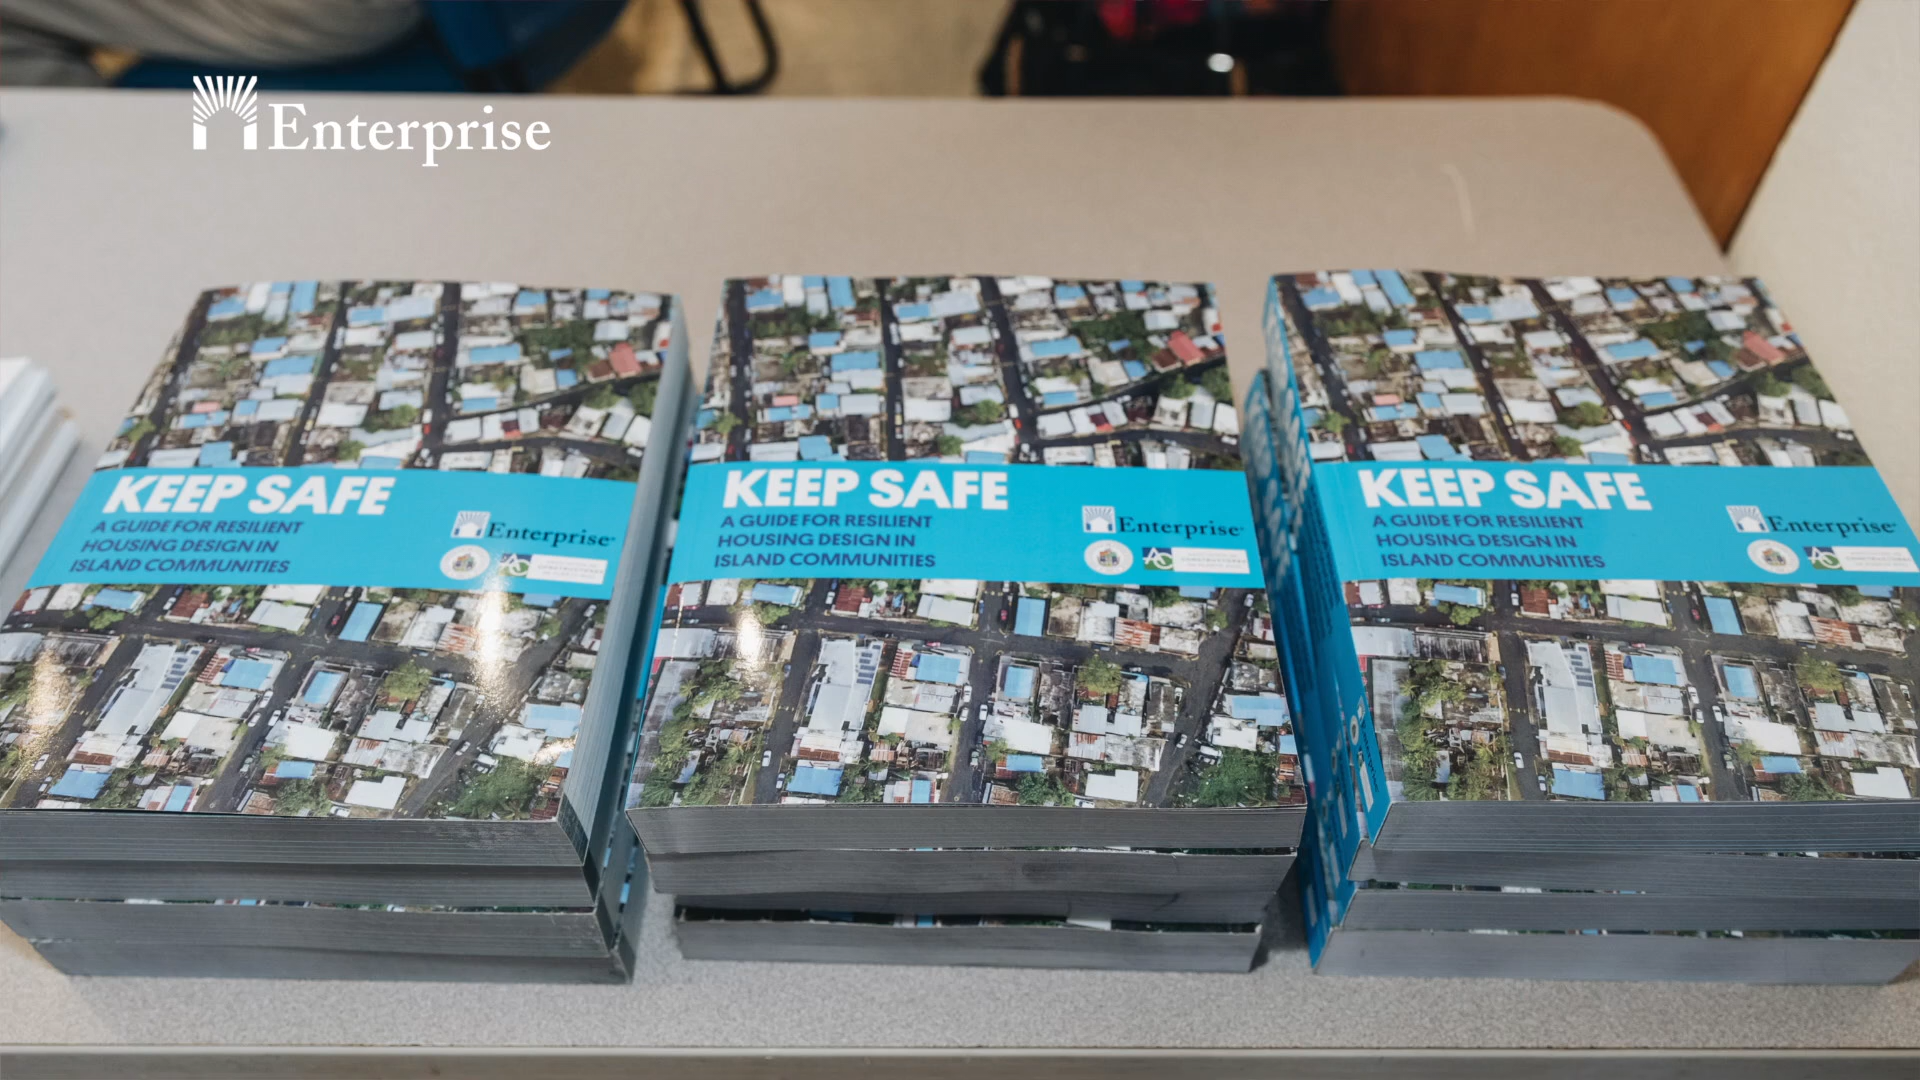 Enterprise
KEEP SAFE
A GUIDE FOR RESILIENT
HOUSING DESIGN IN
ISLAND COMMUNITIES
Enterprise
KEEP SAFE
A GUIDE FOR RESILIENT
HOUSING DESIGN IN
ISLAND COMMUNITIES
Enterprise
KEEP SAFE
A GUIDE FOR RESILIENT
HOUSING DESIGN IN
ISLAND COMMUNITIES
Enterprise